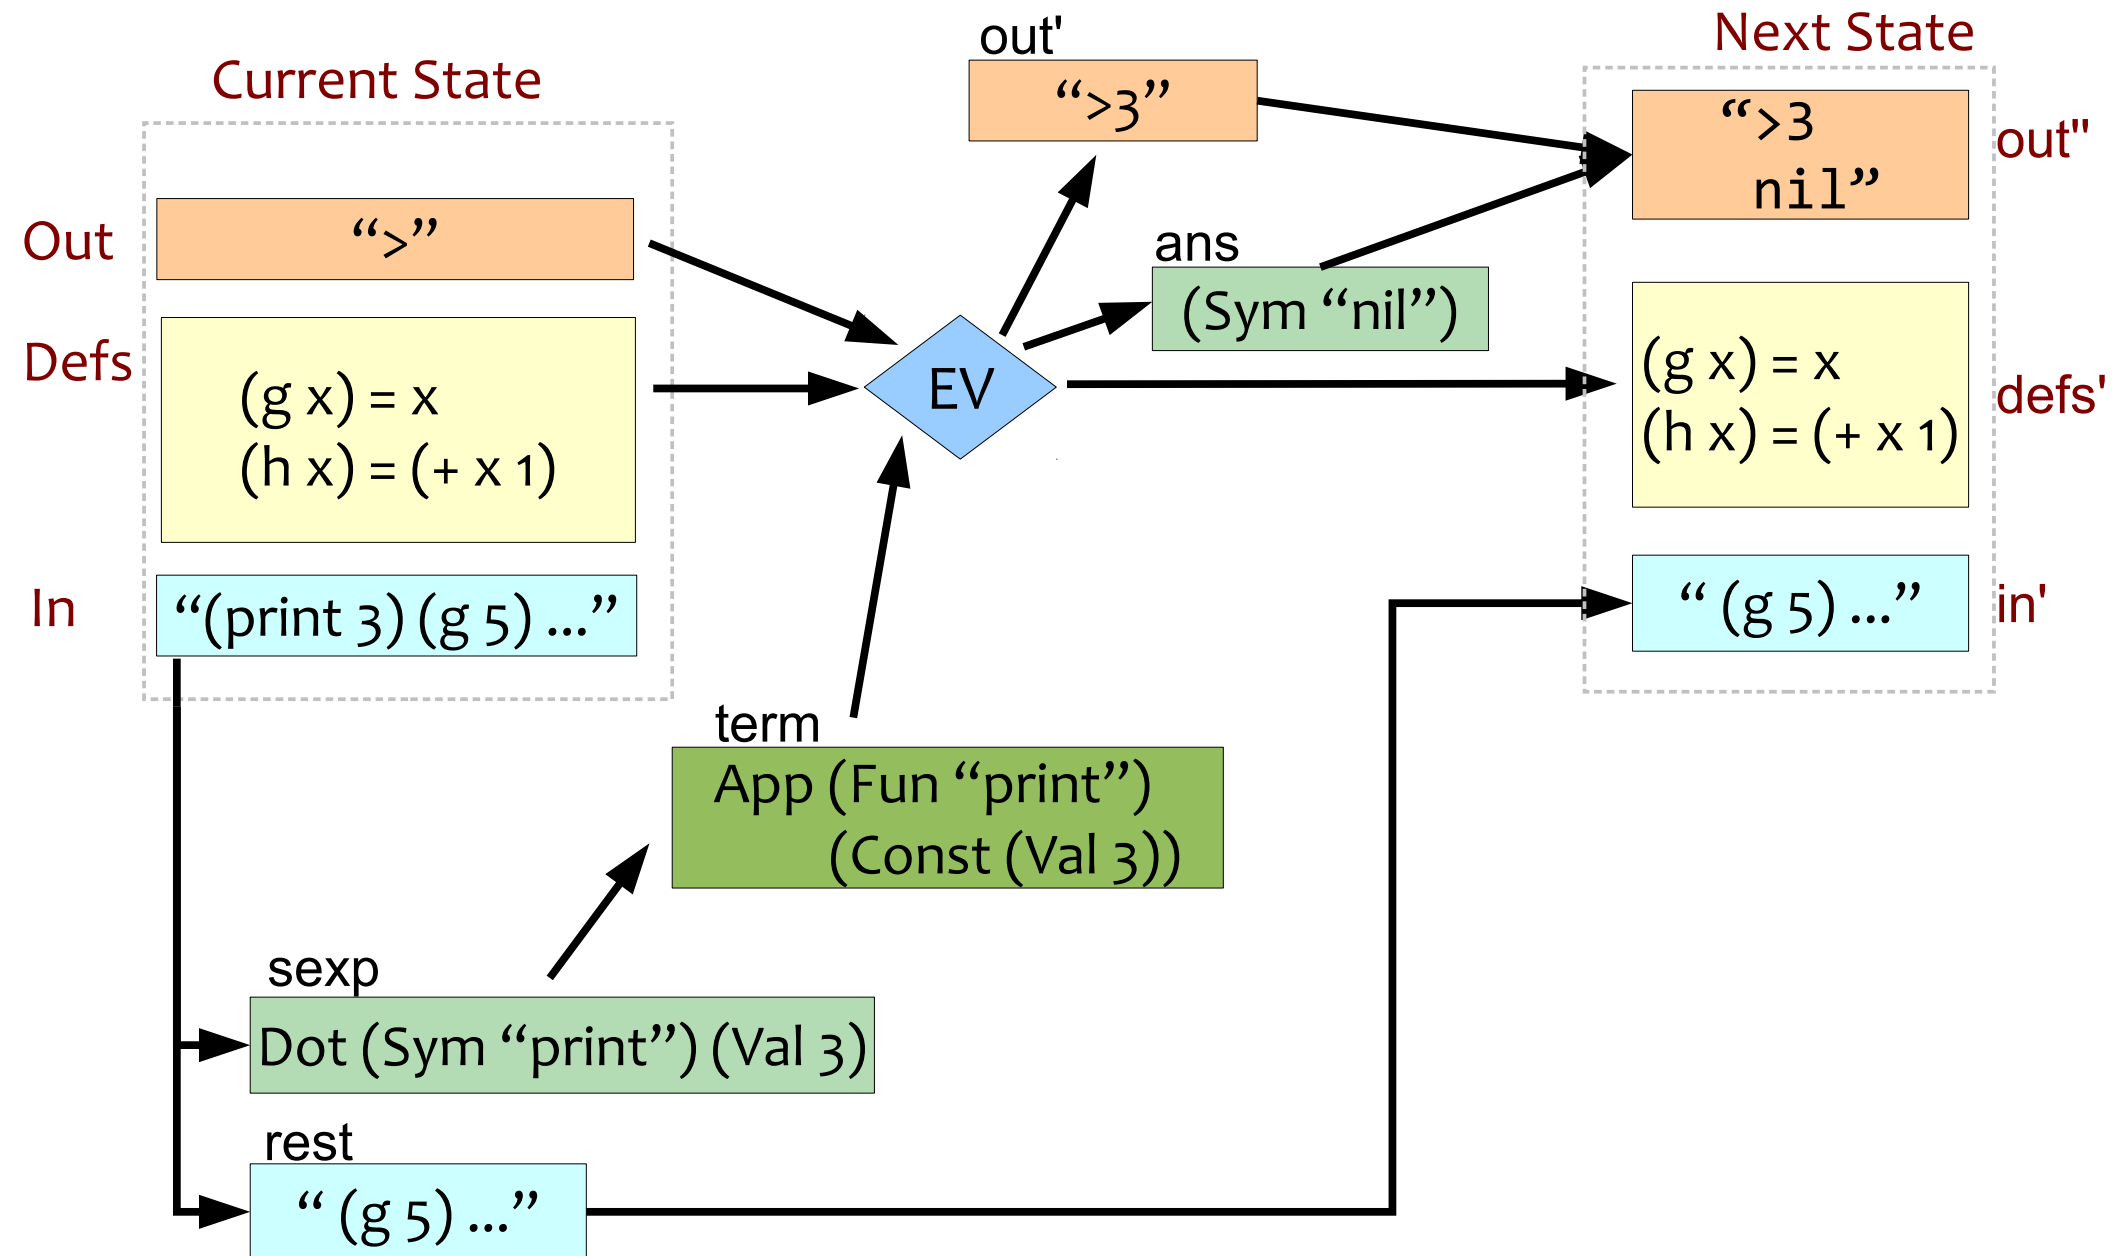 Current State
Out
“>”
Defs
(g x) = x
(h x) = (+ x 1)
In
“(print 3) (g 5) ...”
out'
“>3”
ans
(Sym “nil”)
EV
term
App (Fun “print”)
(Const (Val 3))
sexp
Dot (Sym “print”) (Val 3)
rest
“ (g 5) ...”
Next State
“>3
nil”
out''
(g x) = x
(h x) = (+ x 1)
defs'
“ (g 5) ...”
in'